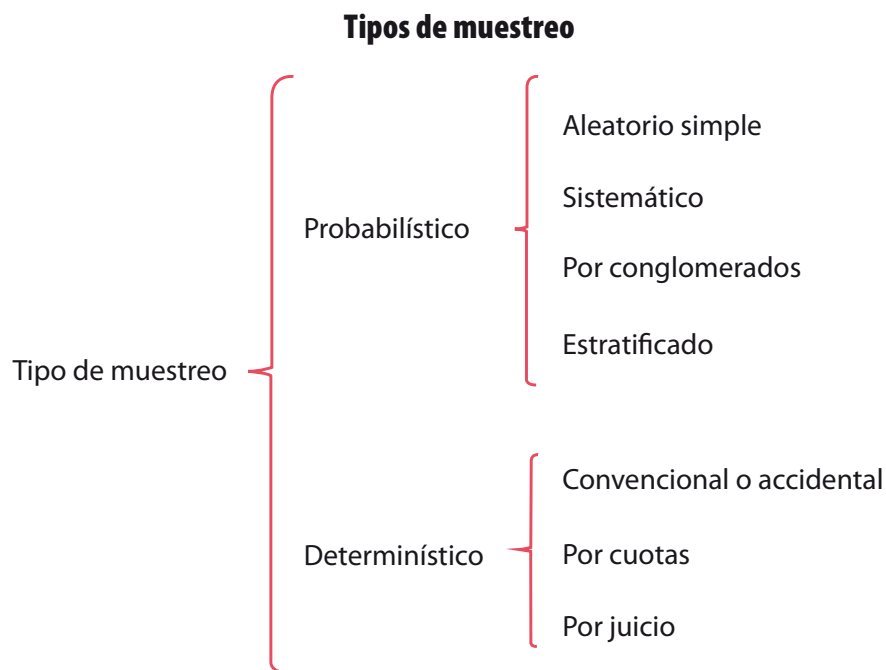 Tipos de muestreo
Tipo de muestreo
Probabilístico
Aleatorio simple
Sistemático
Por conglomerados
Estratificado
Determinístico
Convencional o accidental
Por cuotas
Por juicio